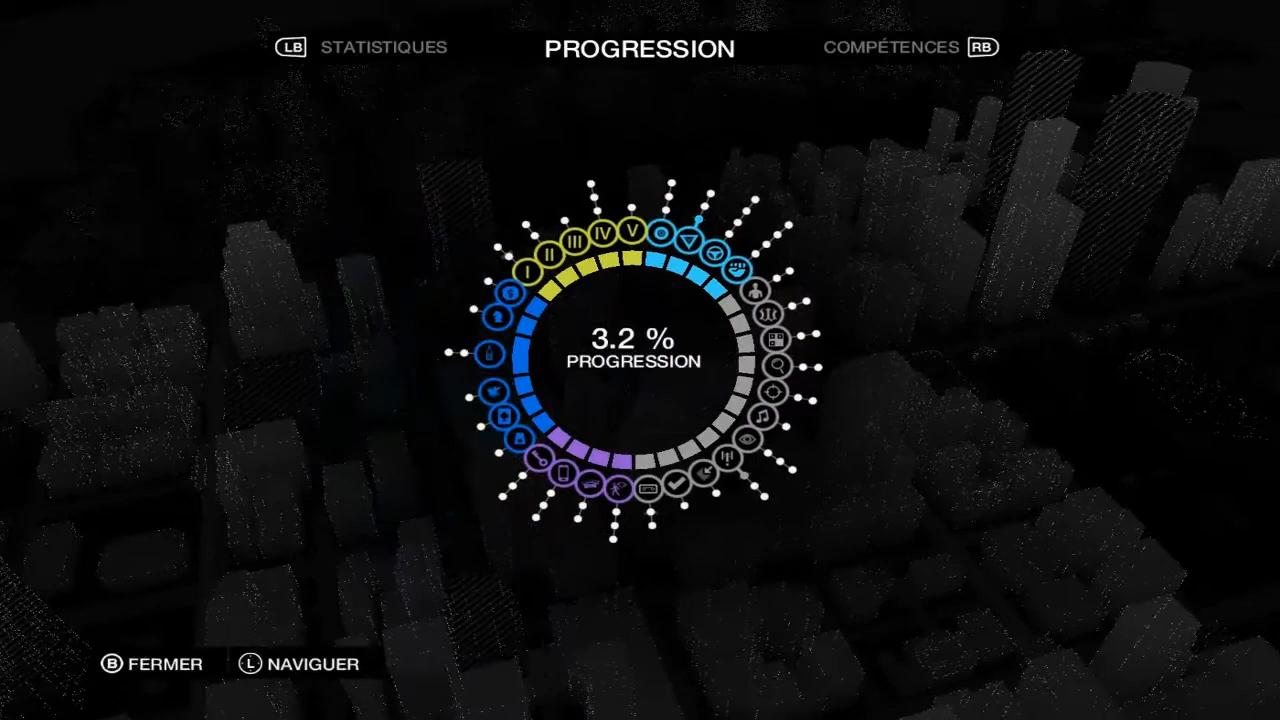 LB STATISTIQUES
PROGRESSION
COMPÉTENCES RB
I
II
III
IV
V
3.2 %
PROGRESSION
B FERMER
L NAVIGUER